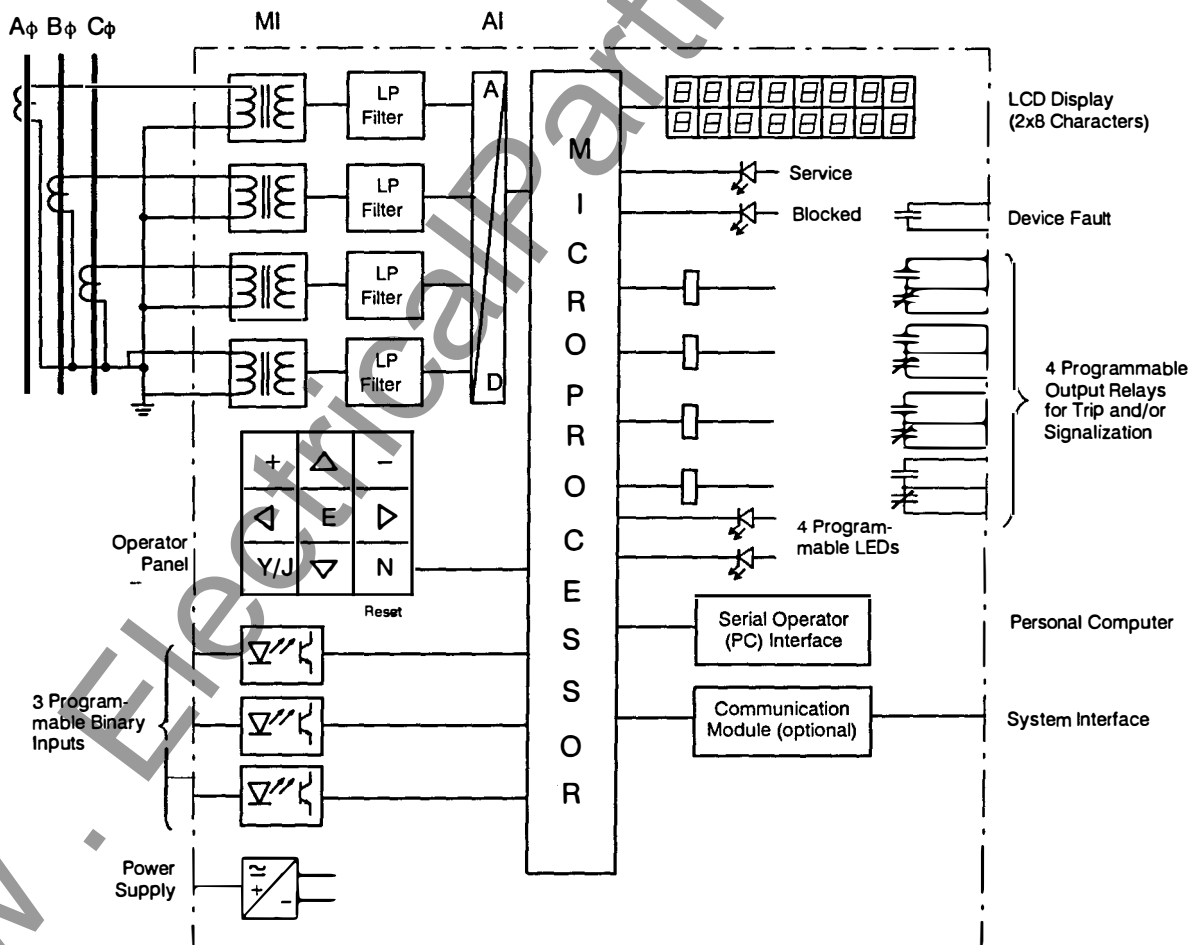 Aϕ Bϕ Cϕ
MI
AI
LP
Filter
LP
Filter
LP
Filter
LP
Filter
A
D
MICROPROCESSOR
LCD Display
(2x8 Characters)
Service
Blocked
Device Fault
4 Programmable
Output Relays
for Trip and/or
Signalization
4 Program-
mable LEDs
+ −
E
Y/J N
Reset
Operator
Panel
Serial Operator
(PC) Interface
Personal Computer
Communication
Module (optional)
System Interface
3 Program-
mable Binary
Inputs
Power
Supply
+
−
w . ElectricalParti